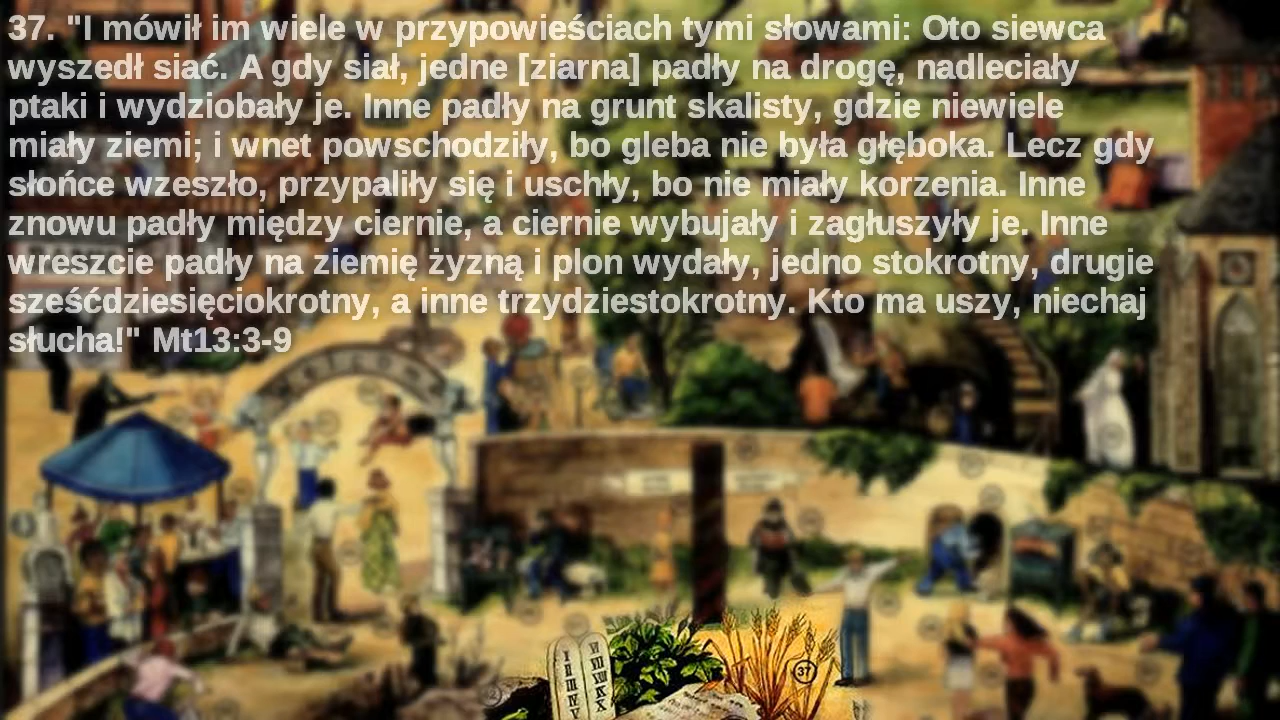 37. "I mówił im wiele w przypowieściach tymi słowami: Oto siewca
wyszedł siać. A gdy siał, jedne [ziarna] padły na drogę, nadleciały
ptaki i wydziobały je. Inne padły na grunt skalisty, gdzie niewiele
miały ziemi; i wnet powschodziły, bo gleba nie była głęboka. Lecz gdy
słońce wzeszło, przypaliły się i uschły, bo nie miały korzenia. Inne
znowu padły między ciernie, a ciernie wybujały i zagłuszyły je. Inne
wreszcie padły na ziemię żyzną i plon wydały, jedno stokrotny, drugie
sześćdziesięciokrotny, a inne trzydziestokrotny. Kto ma uszy, niechaj
słucha!" Mt13:3-9
WELCOME
37